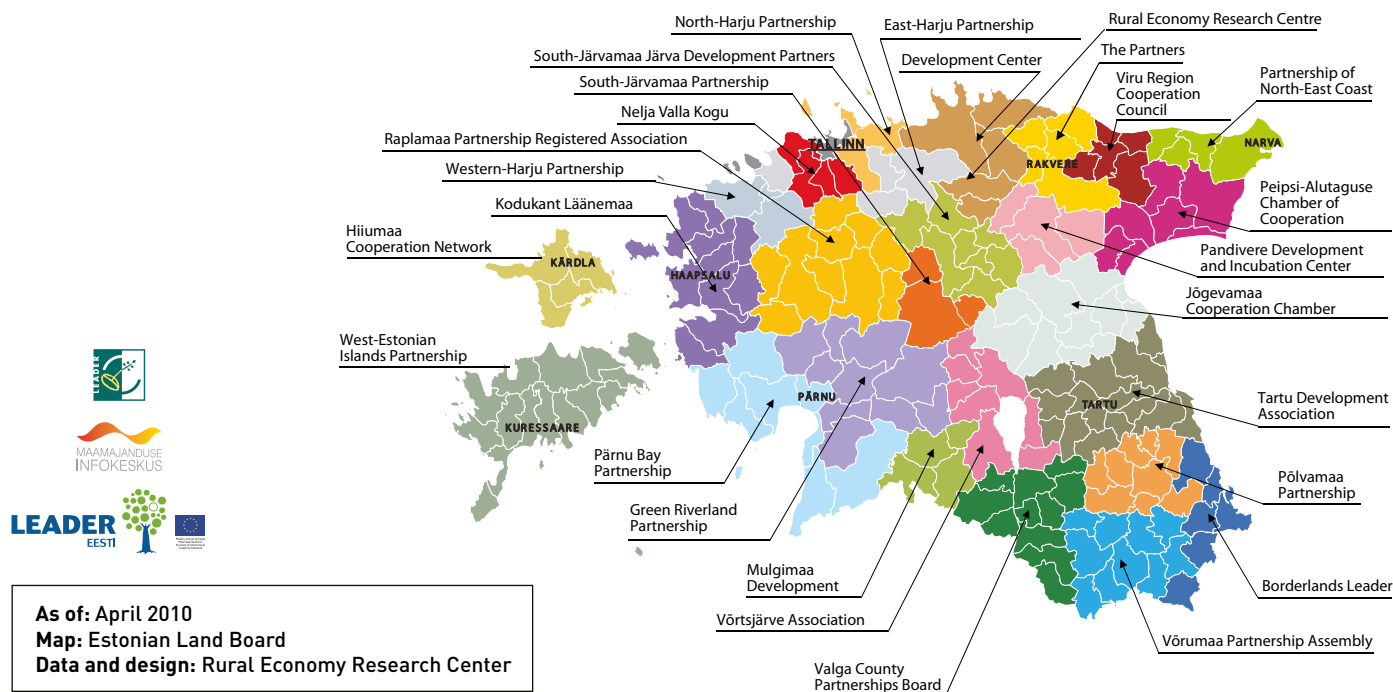 North-Harju Partnership
East-Harju Partnership
Rural Economy Research Centre
South-Järvamaa Järva Development Partners
Development Center
The Partners
South-Järvamaa Partnership
Viru Region
Cooperation
Council
Partnership of
North-East Coast
Nelja Valla Kogu
Raplamaa Partnership Registered Association
TALLINN
RAKVERE
NARVA
Western-Harju Partnership
Kodukant Läänemaa
Peipsi-Alutaguse
Chamber of
Cooperation
Hiiumaa
Cooperation Network
KÄRDLA
HAAPSALU
Pandivere Development
and Incubation Center
Jõgevamaa
Cooperation Chamber
West-Estonian
Islands Partnership
LEADER
PÄRNU
TARTU
Tartu Development
Association
KURESSAARE
MAAMAJANDUSE
INFOKESKUS
Pärnu Bay
Partnership
Põlvamaa
Partnership
Green Riverland
Partnership
LEADER
EESTI
Mulgimaa
Development
Borderlands Leader
Võrtsjärve Association
Võrumaa Partnership Assembly
Valga County
Partnerships Board
As of: April 2010
Map: Estonian Land Board
Data and design: Rural Economy Research Center